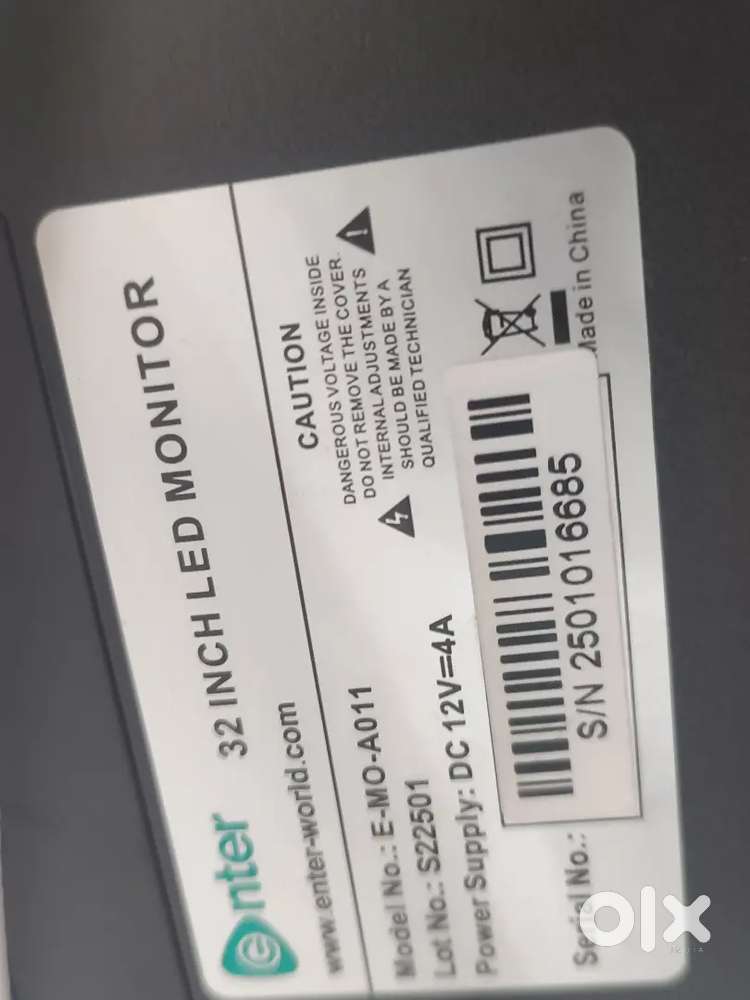 enter 32 INCH LED MONITOR
www.enter-world.com
CAUTION
DANGEROUS VOLTAGE INSIDE
DO NOT REMOVE THE COVER.
INTERNAL ADJUSTMENTS
SHOULD BE MADE BY A
QUALIFIED TECHNICIAN
Model No.: E-MO-A011
Lot No.: S22501
Power Supply: DC 12V=4A
Serial No.:
S/N 2501016685
Made in China
olx
INDIA